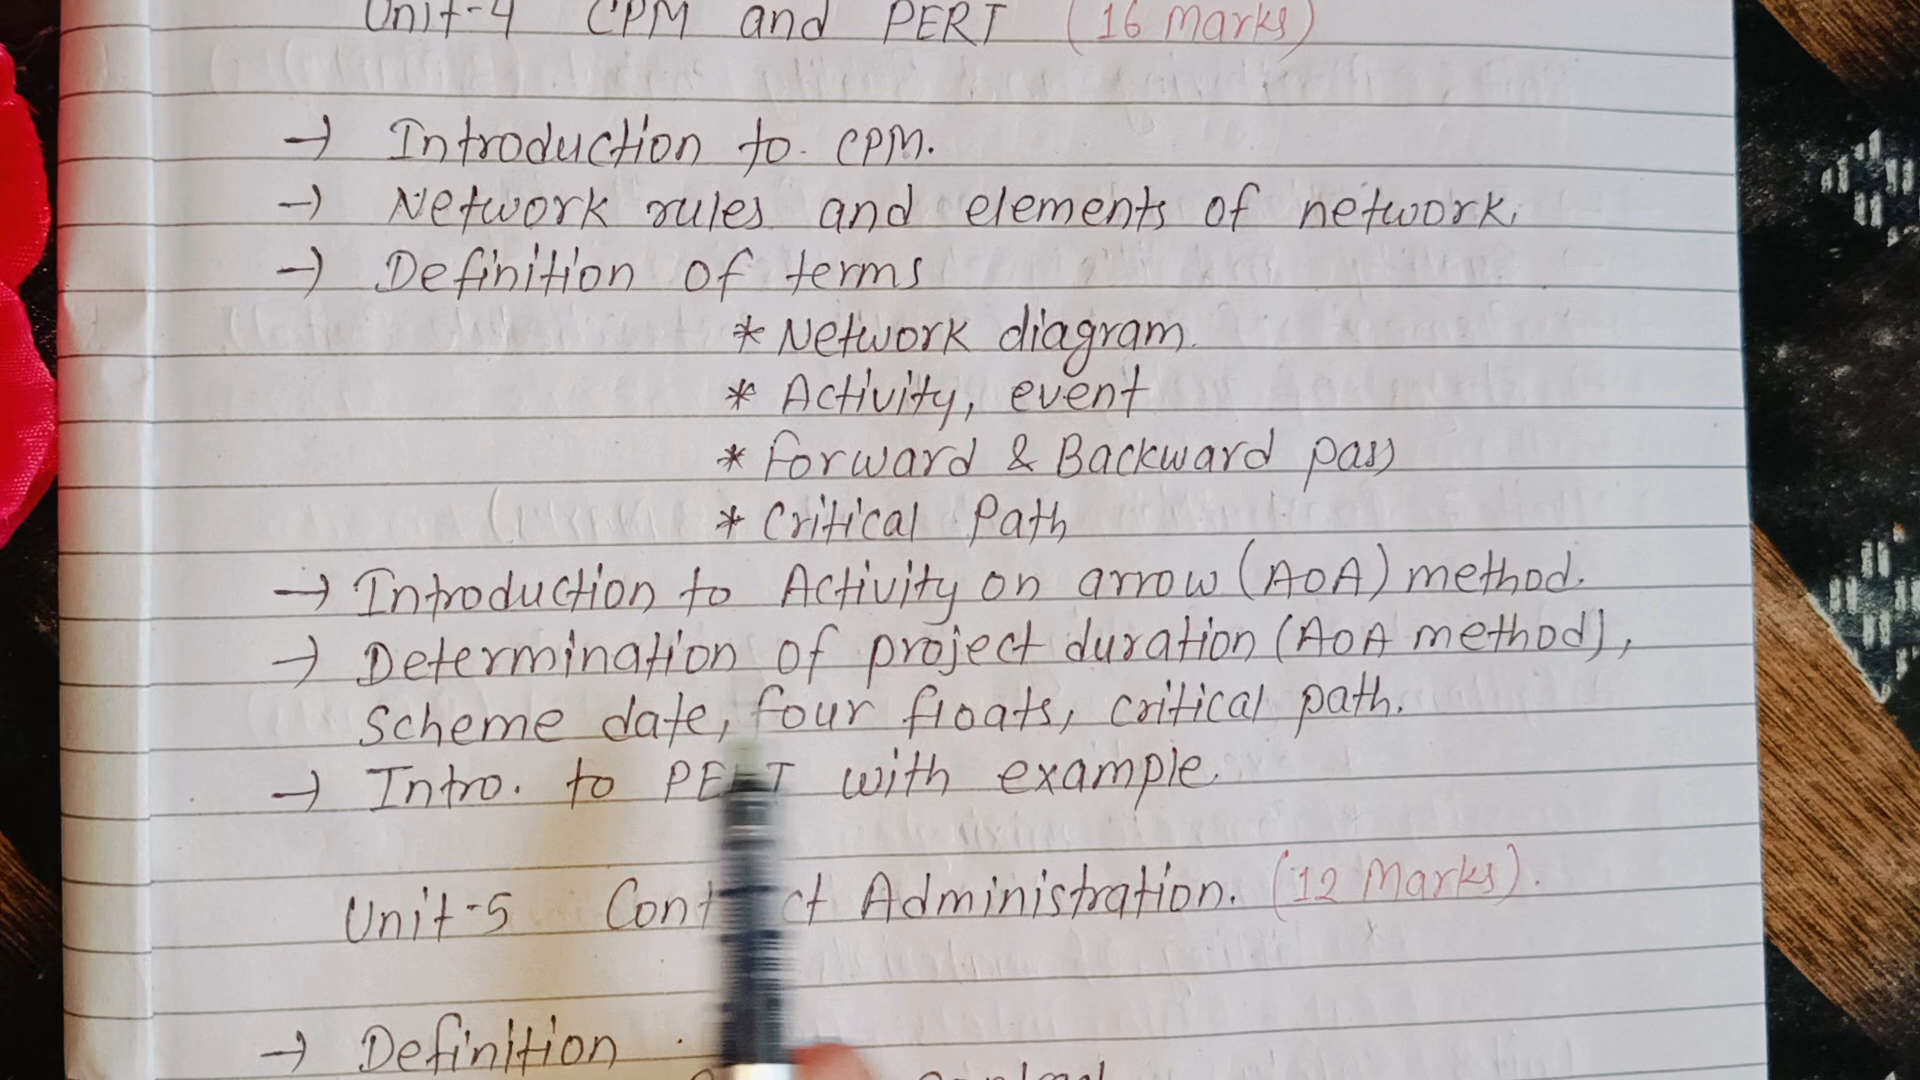 Unit-4 CPM and PERT (16 Marks)
→ Introduction to CPM.
→ Network rules and elements of network.
→ Definition of terms
* Network diagram.
* Activity, event
* Forward & Backward pass
* Critical Path
→ Introduction to Activity on arrow (AOA) method.
→ Determination of project duration (AOA method),
Scheme date, four floats, critical path.
→ Intro. to PERT with example.
Unit-5 Contract Administration. (12 Marks).
→ Definition